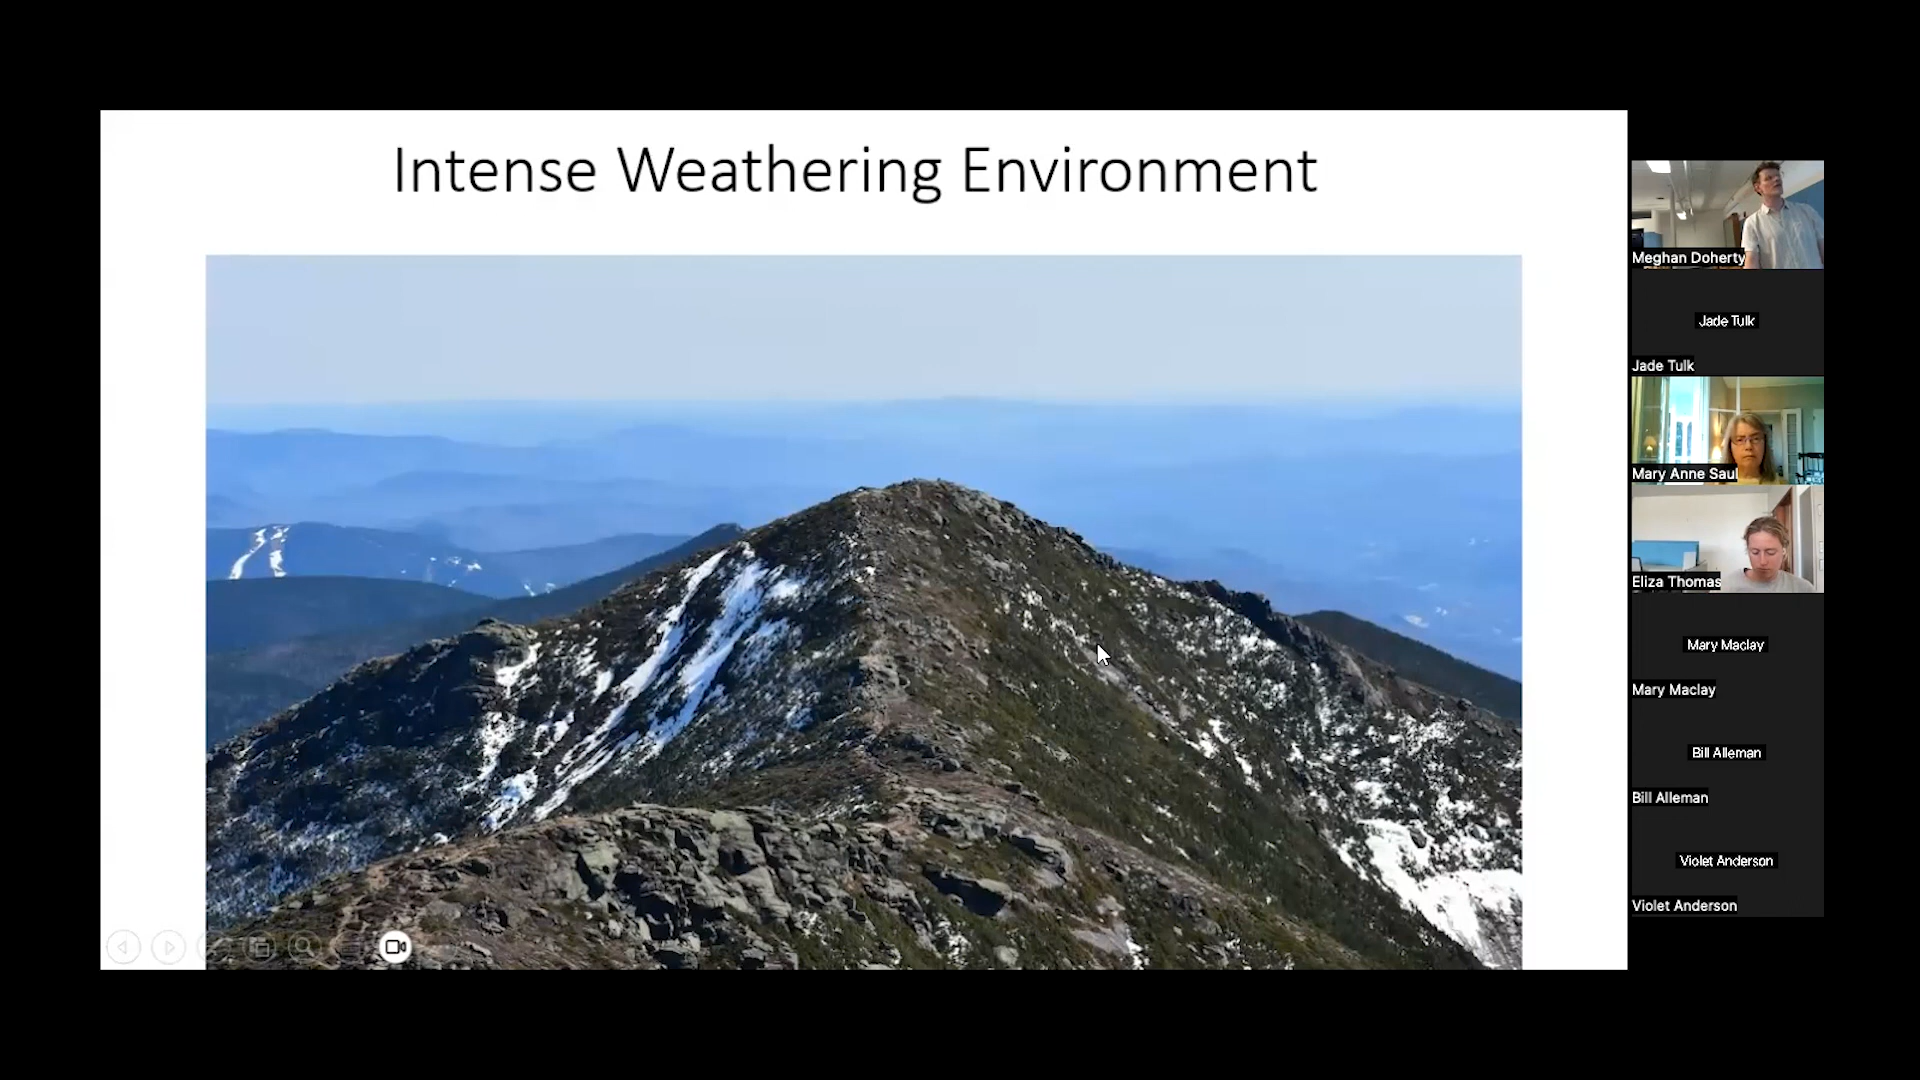 Intense Weathering Environment
Meghan Doherty
Jade Tulk
Jade Tulk
Mary Anne Saul
Eliza Thomas
Mary Maclay
Mary Maclay
Bill Alleman
Bill Alleman
Violet Anderson
Violet Anderson